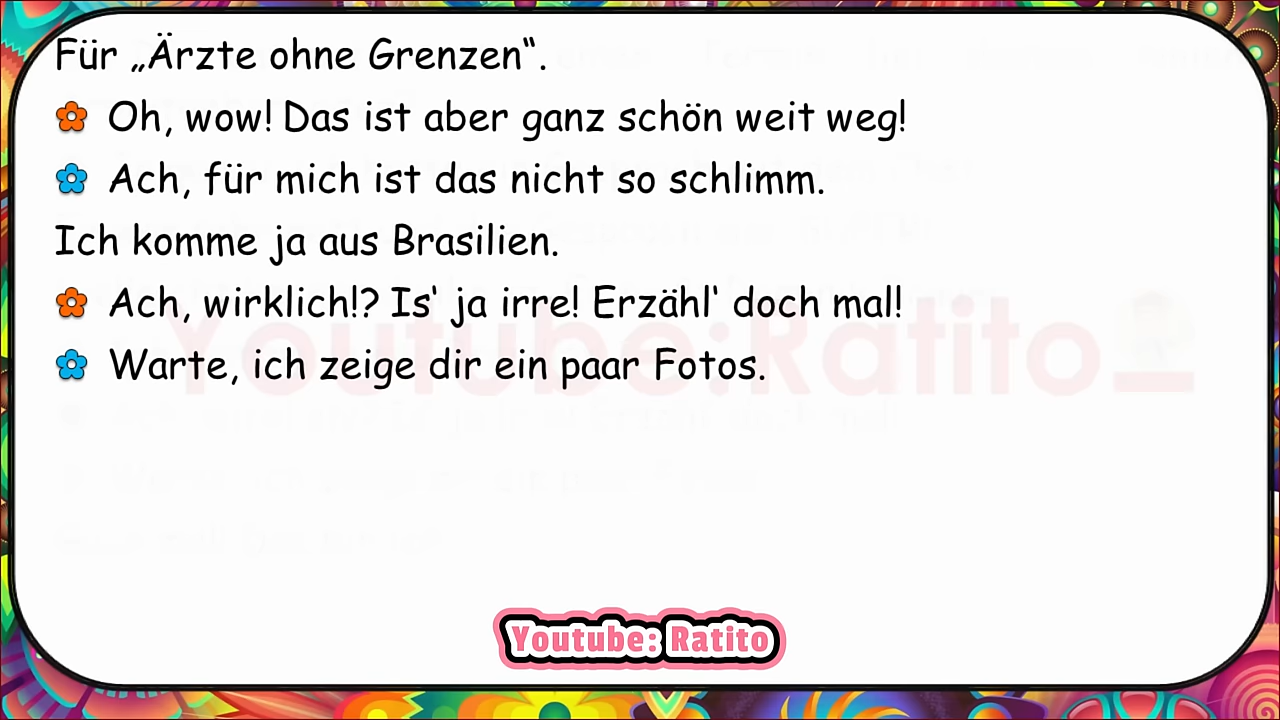 Für „Ärzte ohne Grenzen“.
Oh, wow! Das ist aber ganz schön weit weg!
Ach, für mich ist das nicht so schlimm.
Ich komme ja aus Brasilien.
Ach, wirklich!? Is‘ ja irre! Erzähl‘ doch mal!
Warte, ich zeige dir ein paar Fotos.
Youtube:Ratito
Youtube: Ratito